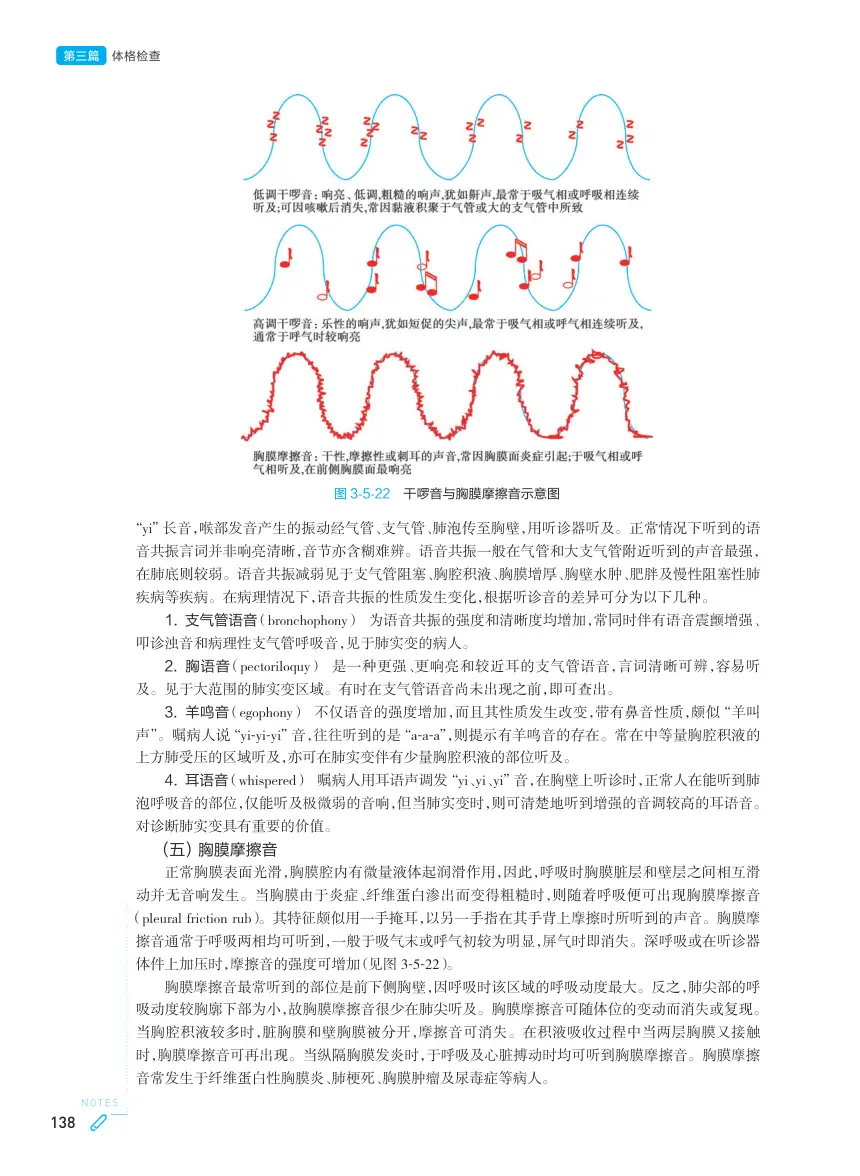 第三篇 体格检查
低调干啰音：响亮、低调,粗糙的响声,犹如鼾声,最常于吸气相或呼吸相连续
听及;可因咳嗽后消失,常因黏液积聚于气管或大的支气管中所致
高调干啰音：乐性的响声,犹如短促的尖声,最常于吸气相或呼气相连续听及,
通常于呼气时较响亮
胸膜摩擦音：干性,摩擦性或刺耳的声音,常因胸膜面炎症引起;于吸气相或呼
气相听及,在前侧胸膜面最响亮
图 3-5-22 干啰音与胸膜摩擦音示意图
“yi” 长音,喉部发音产生的振动经气管、支气管、肺泡传至胸壁,用听诊器听及。正常情况下听到的语
音共振言词并非响亮清晰,音节亦含糊难辨。语音共振一般在气管和大支气管附近听到的声音最强,
在肺底则较弱。语音共振减弱见于支气管阻塞、胸腔积液、胸膜增厚、胸壁水肿、肥胖及慢性阻塞性肺
疾病等疾病。在病理情况下,语音共振的性质发生变化,根据听诊音的差异可分为以下几种。
1. 支气管语音（bronchophony） 为语音共振的强度和清晰度均增加,常同时伴有语音震颤增强、
叩诊浊音和病理性支气管呼吸音,见于肺实变的病人。
2. 胸语音（pectoriloquy） 是一种更强、更响亮和较近耳的支气管语音,言词清晰可辨,容易听
及。见于大范围的肺实变区域。有时在支气管语音尚未出现之前,即可查出。
3. 羊鸣音（egophony） 不仅语音的强度增加,而且其性质发生改变,带有鼻音性质,颇似 “羊叫
声”。嘱病人说 “yi-yi-yi” 音,往往听到的是 “a-a-a”,则提示有羊鸣音的存在。常在中等量胸腔积液的
上方肺受压的区域听及,亦可在肺实变伴有少量胸腔积液的部位听及。
4. 耳语音（whispered） 嘱病人用耳语声调发 “yi、yi、yi” 音,在胸壁上听诊时,正常人在能听到肺
泡呼吸音的部位,仅能听及极微弱的音响,但当肺实变时,则可清楚地听到增强的音调较高的耳语音。
对诊断肺实变具有重要的价值。
（五）胸膜摩擦音
正常胸膜表面光滑,胸膜腔内有微量液体起润滑作用,因此,呼吸时胸膜脏层和壁层之间相互滑
动并无音响发生。当胸膜由于炎症、纤维蛋白渗出而变得粗糙时,则随着呼吸便可出现胸膜摩擦音
（pleural friction rub）。其特征颇似用一手掩耳,以另一手指在其手背上摩擦时所听到的声音。胸膜摩
擦音通常于呼吸两相均可听到,一般于吸气末或呼气初较为明显,屏气时即消失。深呼吸或在听诊器
体件上加压时,摩擦音的强度可增加（见图 3-5-22）。
胸膜摩擦音最常听到的部位是前下侧胸壁,因呼吸时该区域的呼吸动度最大。反之,肺尖部的呼
吸动度较胸廓下部为小,故胸膜摩擦音很少在肺尖听及。胸膜摩擦音可随体位的变动而消失或复现。
当胸腔积液较多时,脏胸膜和壁胸膜被分开,摩擦音可消失。在积液吸收过程中当两层胸膜又接触
时,胸膜摩擦音可再出现。当纵隔胸膜发炎时,于呼吸及心脏搏动时均可听到胸膜摩擦音。胸膜摩擦
音常发生于纤维蛋白性胸膜炎、肺梗死、胸膜肿瘤及尿毒症等病人。
NOTES
138